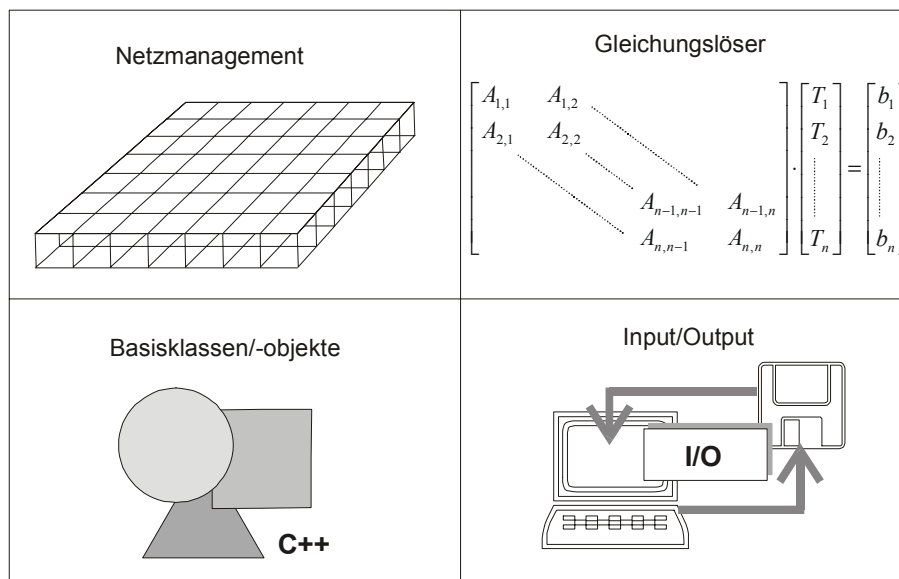 Netzmanagement
Gleichungslöser
A1,1 A1,2 T1 b1
A2,1 A2,2 T2 b2
· =
An−1,n−1 An−1,n
An,n−1 An,n Tn bn
Basisklassen/-objekte
C++
Input/Output
I/O